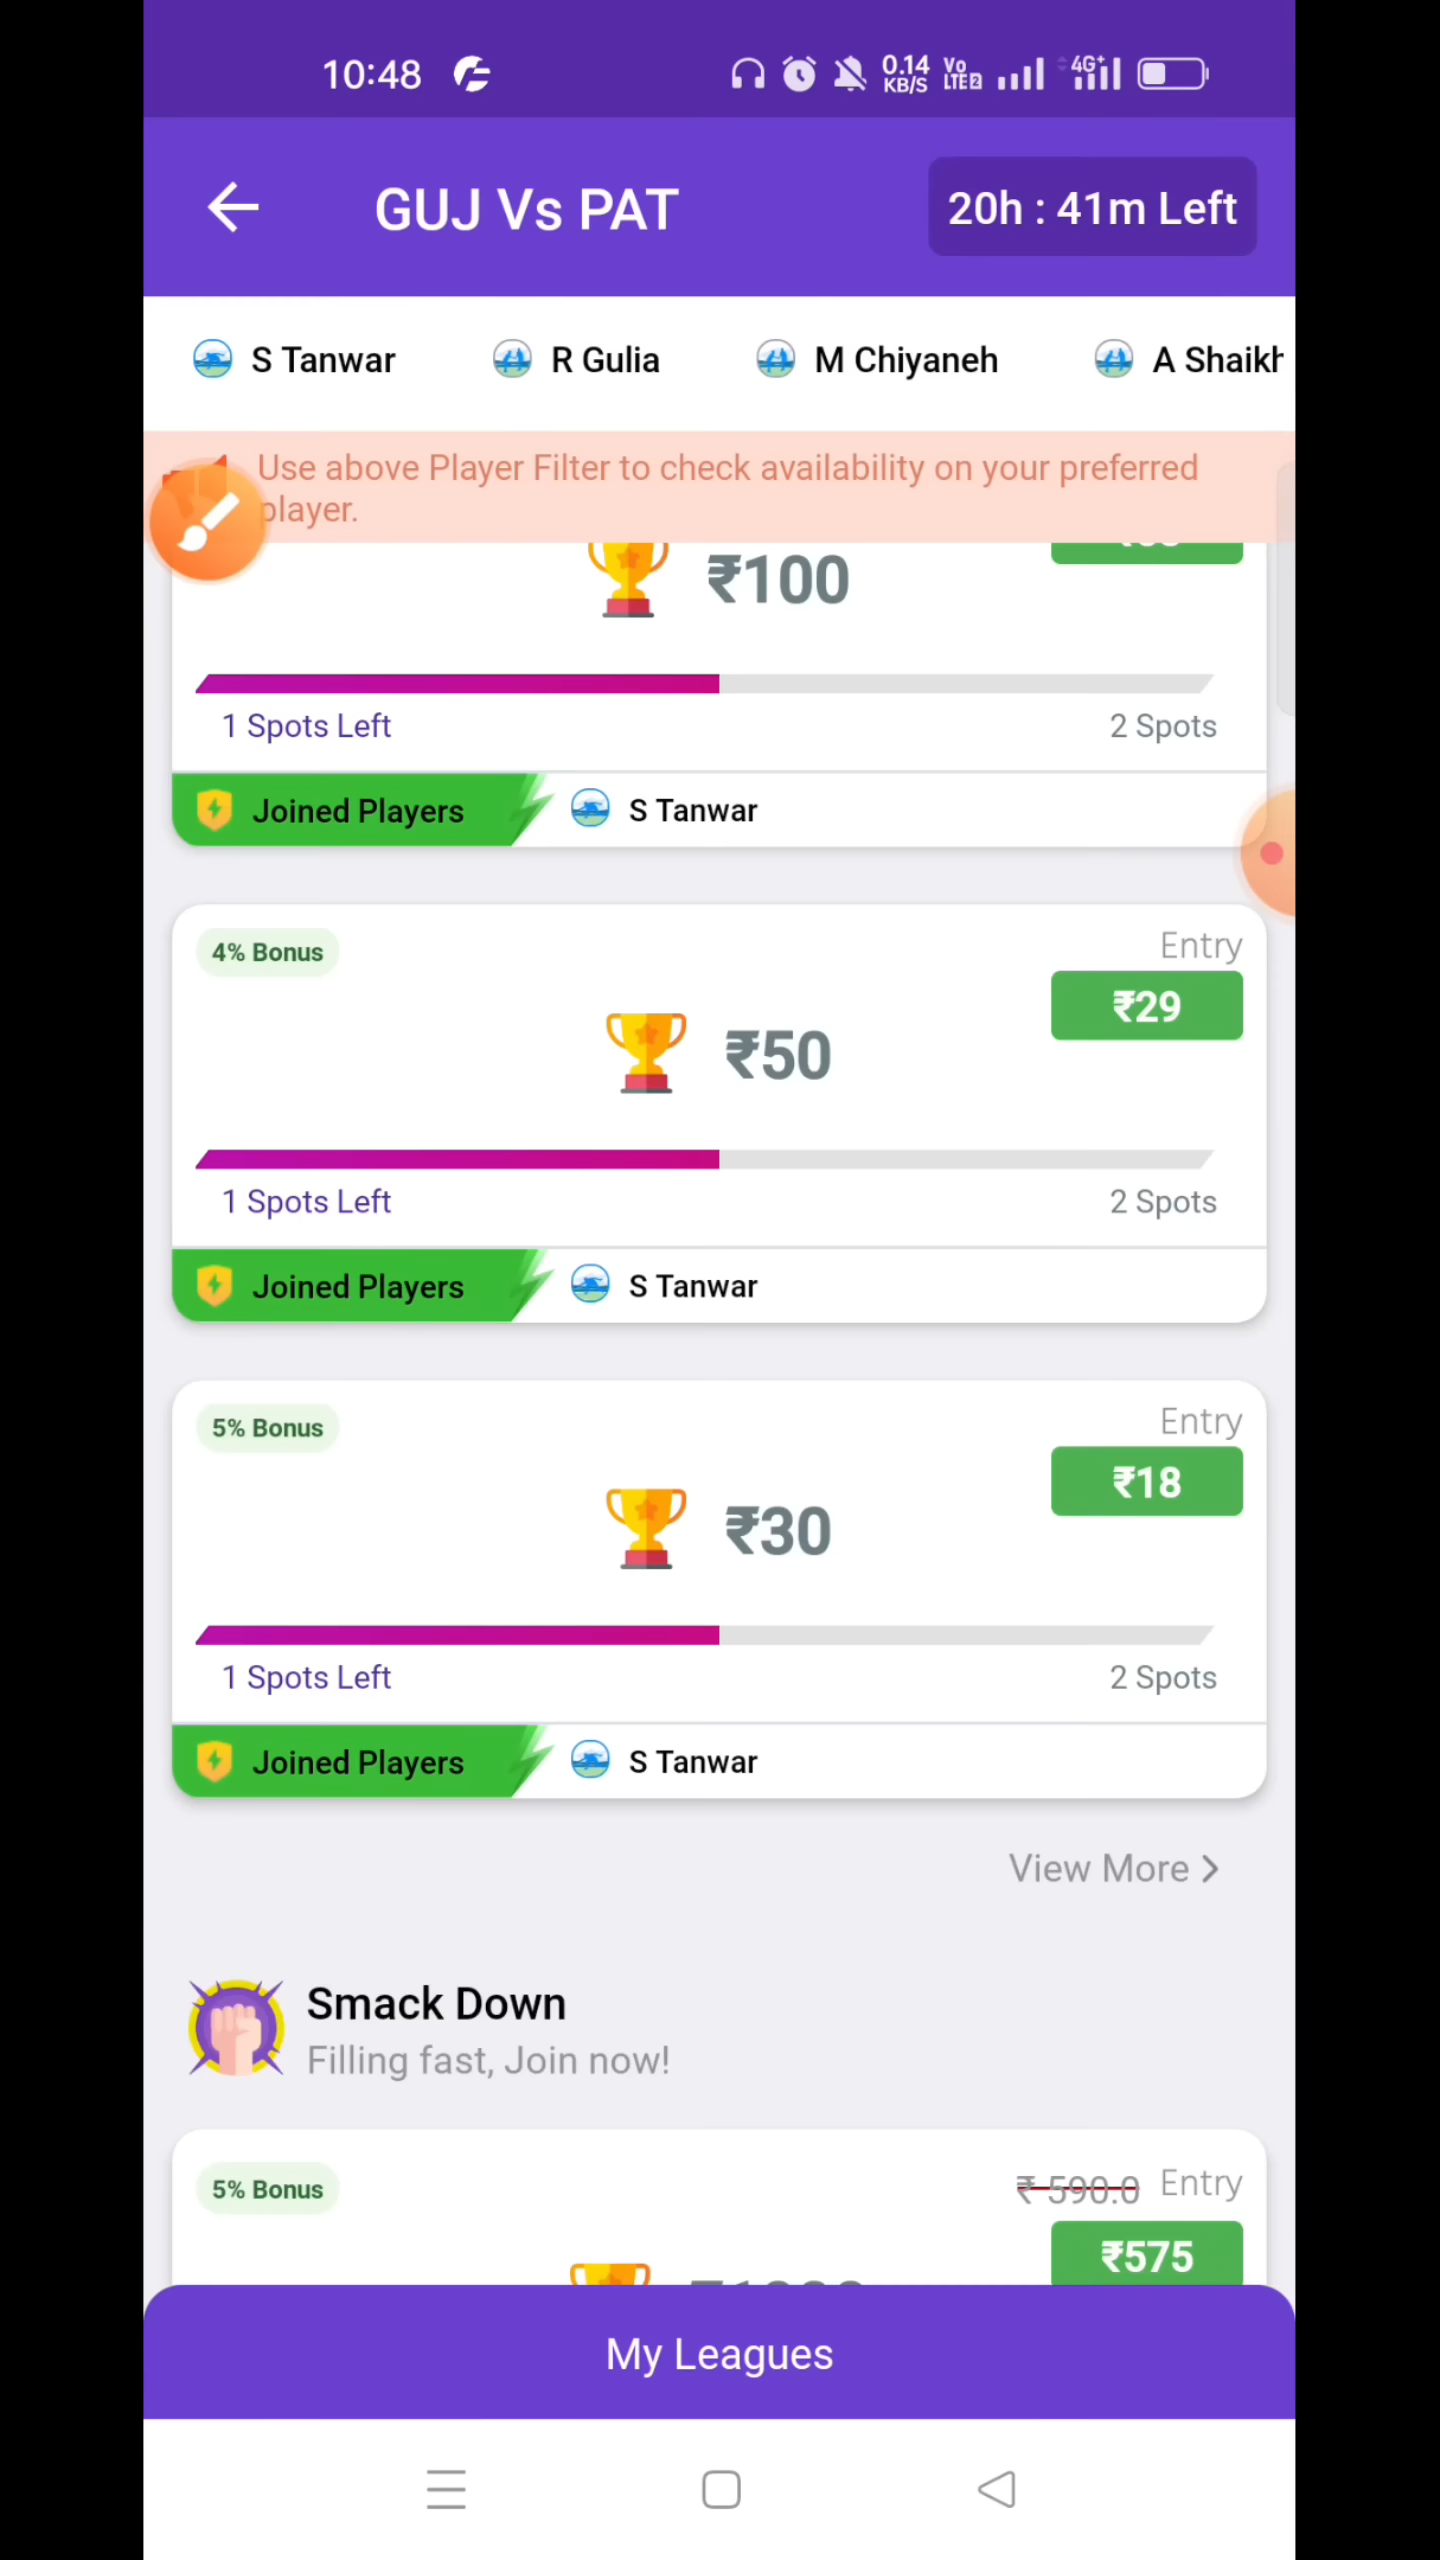 10:48
0.14
KB/S
Vo
LTE 2
4G+
GUJ Vs PAT
20h : 41m Left
S Tanwar
R Gulia
M Chiyaneh
A Shaikh
Use above Player Filter to check availability on your preferred
player.
₹100
1 Spots Left
2 Spots
Joined Players
S Tanwar
4% Bonus
Entry
₹29
₹50
1 Spots Left
2 Spots
Joined Players
S Tanwar
5% Bonus
Entry
₹18
₹30
1 Spots Left
2 Spots
Joined Players
S Tanwar
View More
Smack Down
Filling fast, Join now!
5% Bonus
₹ 590.0
Entry
₹575
My Leagues